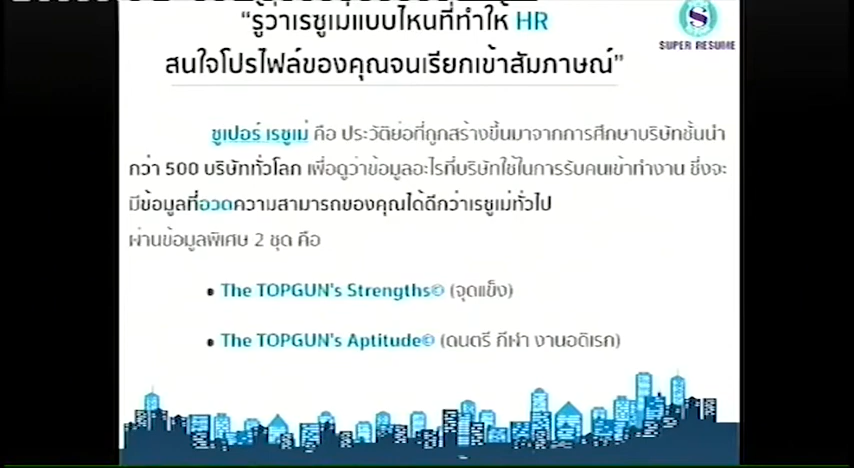 “รู้ว่าเรซูเม่แบบไหนที่ทำให้ HR
สนใจโปรไฟล์ของคุณจนเรียกเข้าสัมภาษณ์”
SUPER RESUME
ซูเปอร์ เรซูเม่ คือ ประวัติย่อที่ถูกสร้างขึ้นมาจากการศึกษาบริษัทชั้นนำ
กว่า 500 บริษัททั่วโลก เพื่อดูว่าข้อมูลอะไรที่บริษัทใช้ในการรับคนเข้าทำงาน ซึ่งจะ
มีข้อมูลที่อวดความสามารถของคุณได้ดีกว่าเรซูเม่ทั่วไป
ผ่านข้อมูลพิเศษ 2 ชุด คือ
• The TOPGUN's Strengths© (จุดแข็ง)
• The TOPGUN's Aptitude© (ดนตรี กีฬา งานอดิเรก)